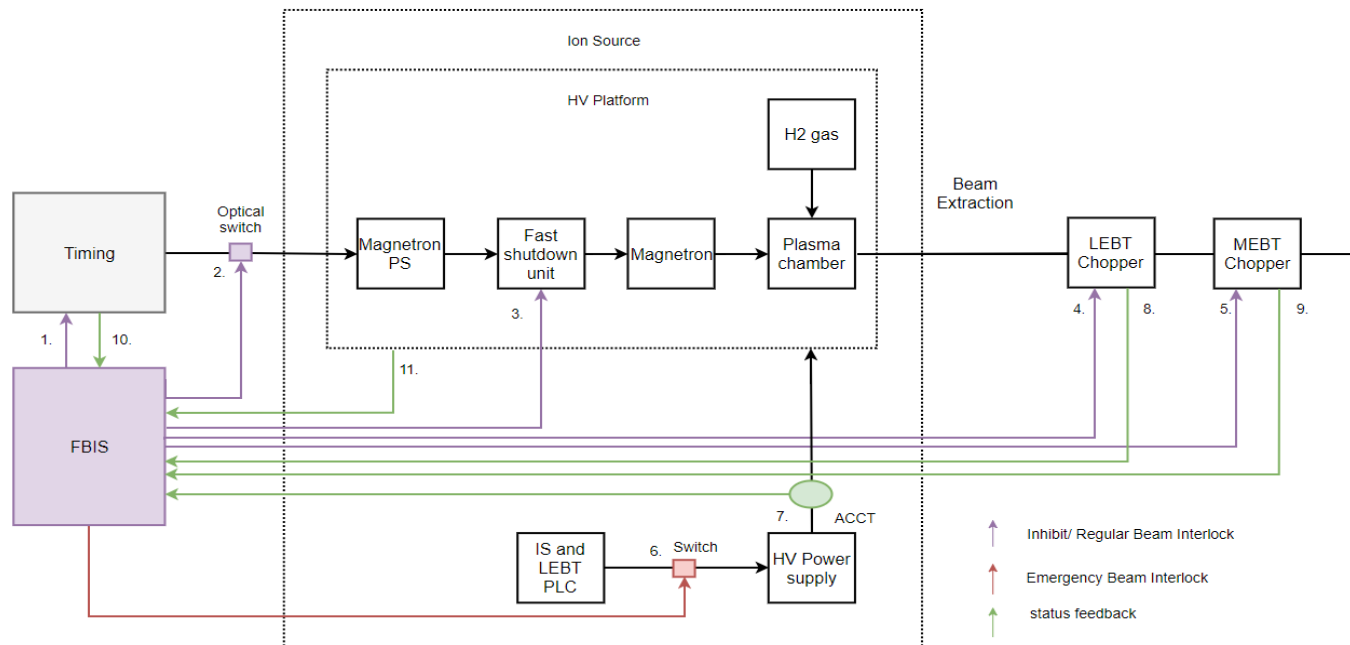 Ion Source
HV Platform
H2 gas
Beam
Extraction
Optical
switch
Timing
2.
Magnetron
PS
Fast
shutdown
unit
Magnetron
Plasma
chamber
LEBT
Chopper
MEBT
Chopper
3.
4.
8.
5.
9.
1.
10.
11.
FBIS
7.
ACCT
IS and
LEBT
PLC
6.
Switch
HV Power
supply
Inhibit/ Regular Beam Interlock
Emergency Beam Interlock
status feedback